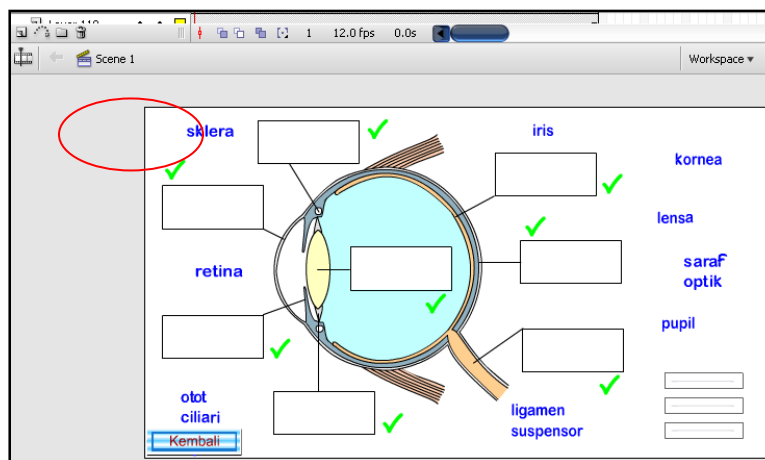 1 12.0 fps 0.0s
Scene 1 Workspace
sklera
iris
kornea
lensa
retina
saraf
optik
pupil
otot
ciliari
ligamen
suspensor
Kembali